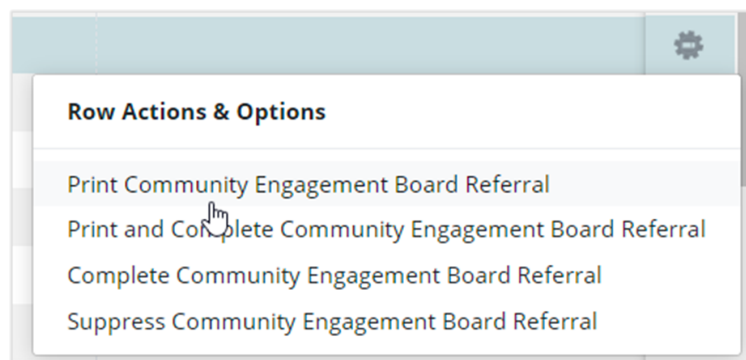 Row Actions & Options
Print Community Engagement Board Referral
Print and Complete Community Engagement Board Referral
Complete Community Engagement Board Referral
Suppress Community Engagement Board Referral